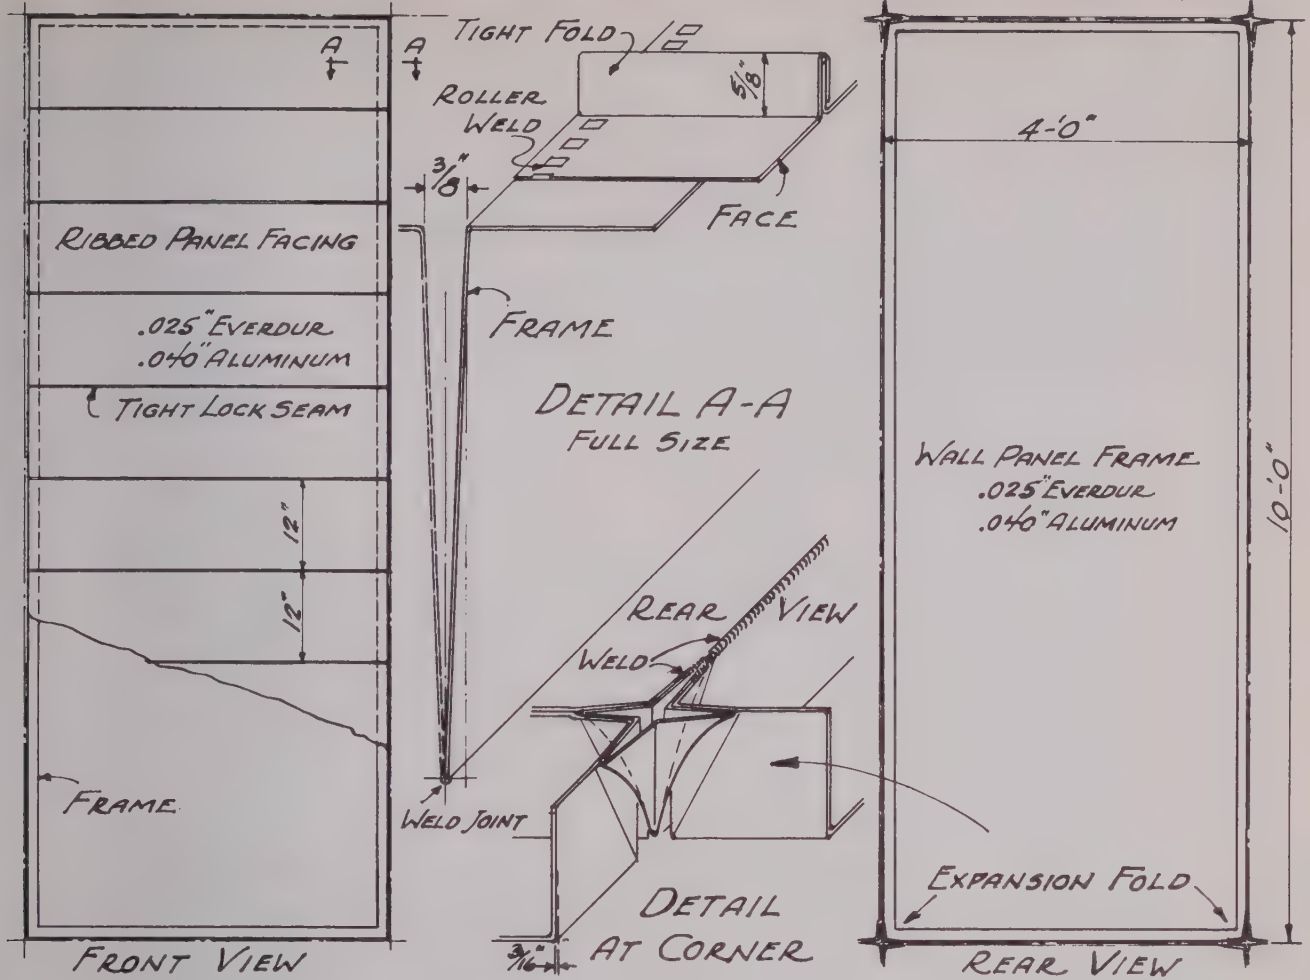 A A
RIBBED PANEL FACING
.025" EVERDUR
.040" ALUMINUM
TIGHT LOCK SEAM
12"
12"
FRAME
FRONT VIEW
TIGHT FOLD
5/8"
ROLLER
WELD
3/8"
FACE
FRAME
DETAIL A-A
FULL SIZE
REAR VIEW
WELD
WELD JOINT
DETAIL
AT CORNER
3/16"
4'-0"
WALL PANEL FRAME
.025" EVERDUR
.040" ALUMINUM
10'-0"
EXPANSION FOLD
REAR VIEW